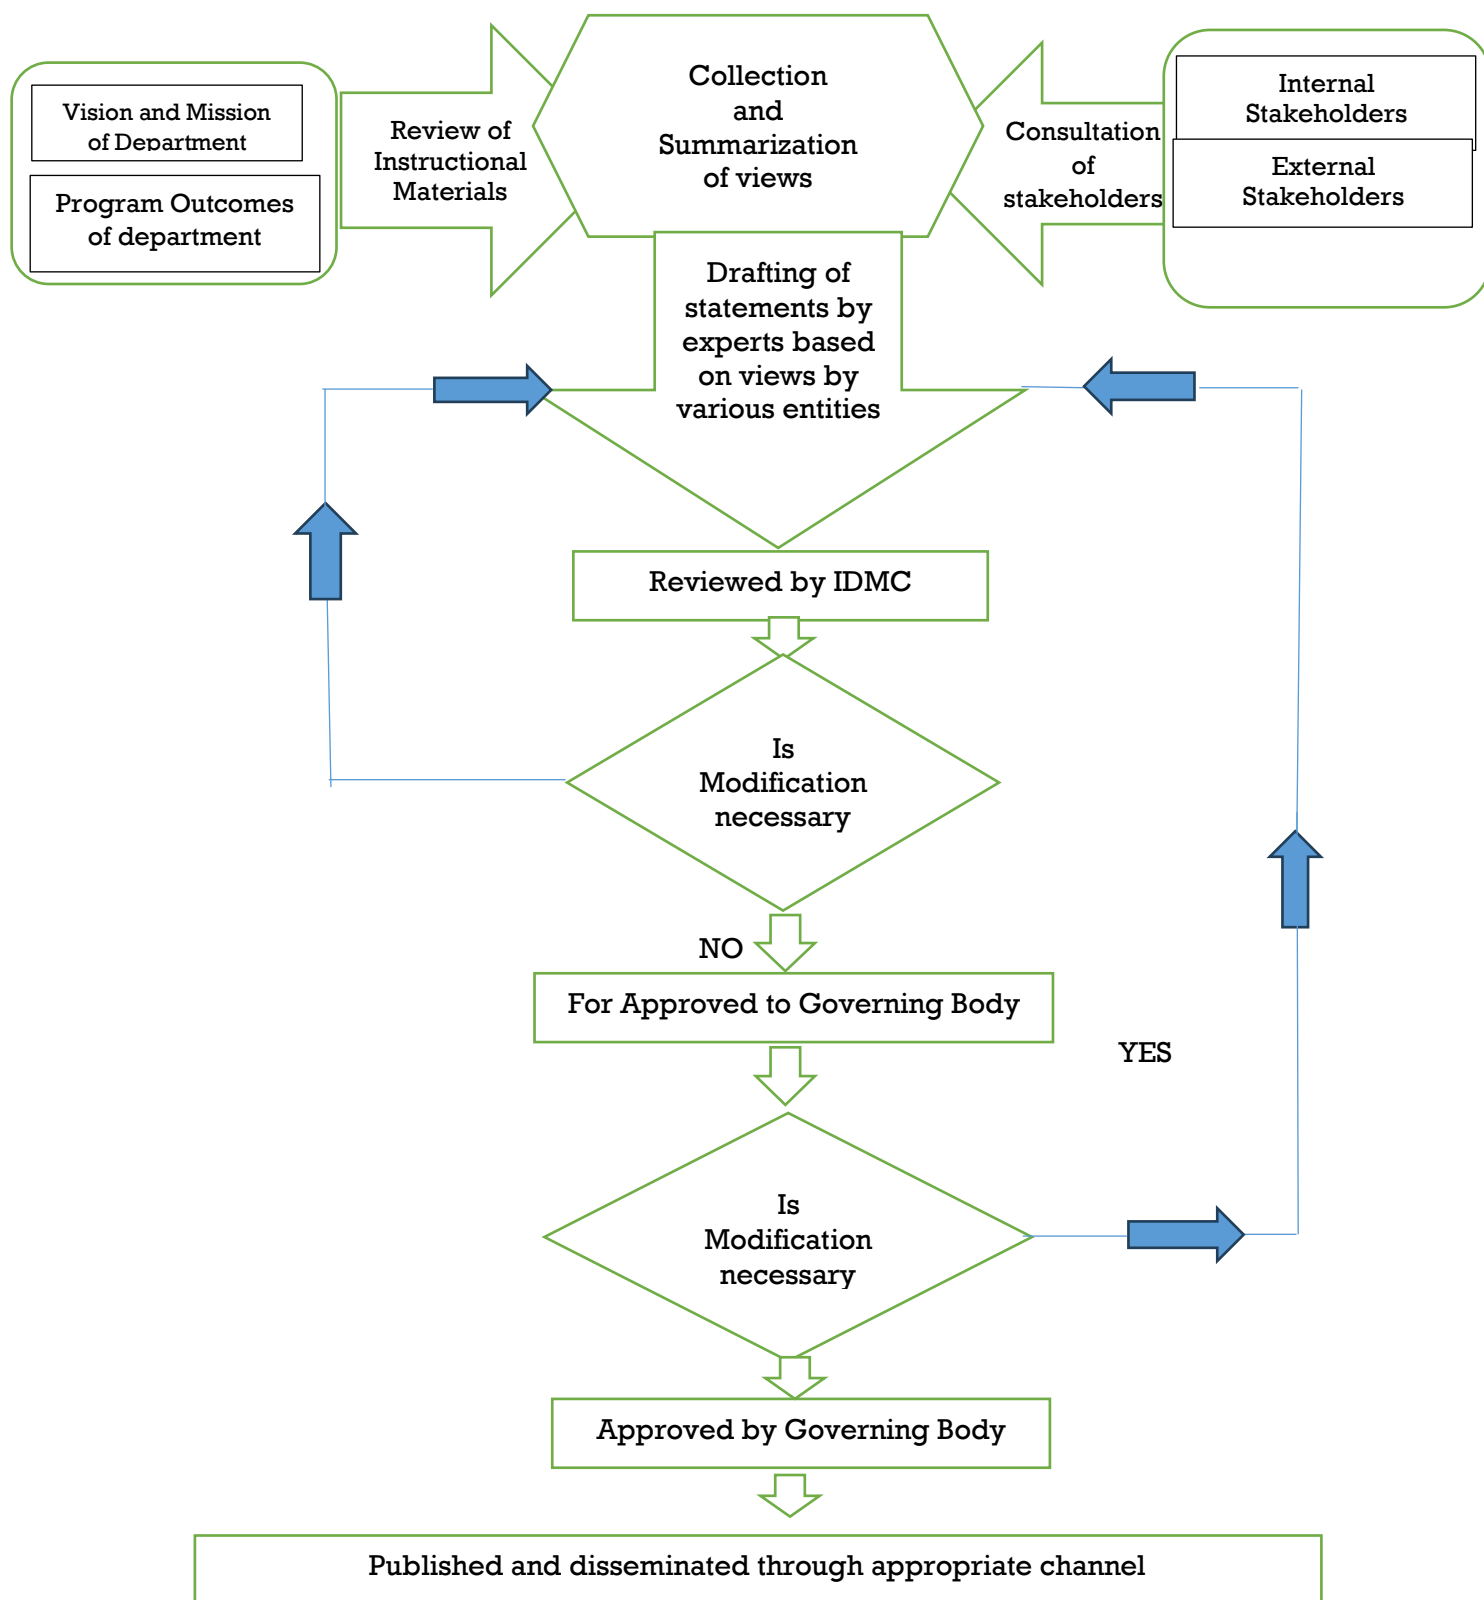 Vision and Mission
of Department
Program Outcomes
of department
Review of
Instructional
Materials
Collection
and
Summarization
of views
Consultation
of
stakeholders
Internal
Stakeholders
External
Stakeholders
Drafting of
statements by
experts based
on views by
various entities
Reviewed by IDMC
Is
Modification
necessary
NO
For Approved to Governing Body
YES
Is
Modification
necessary
Approved by Governing Body
Published and disseminated through appropriate channel